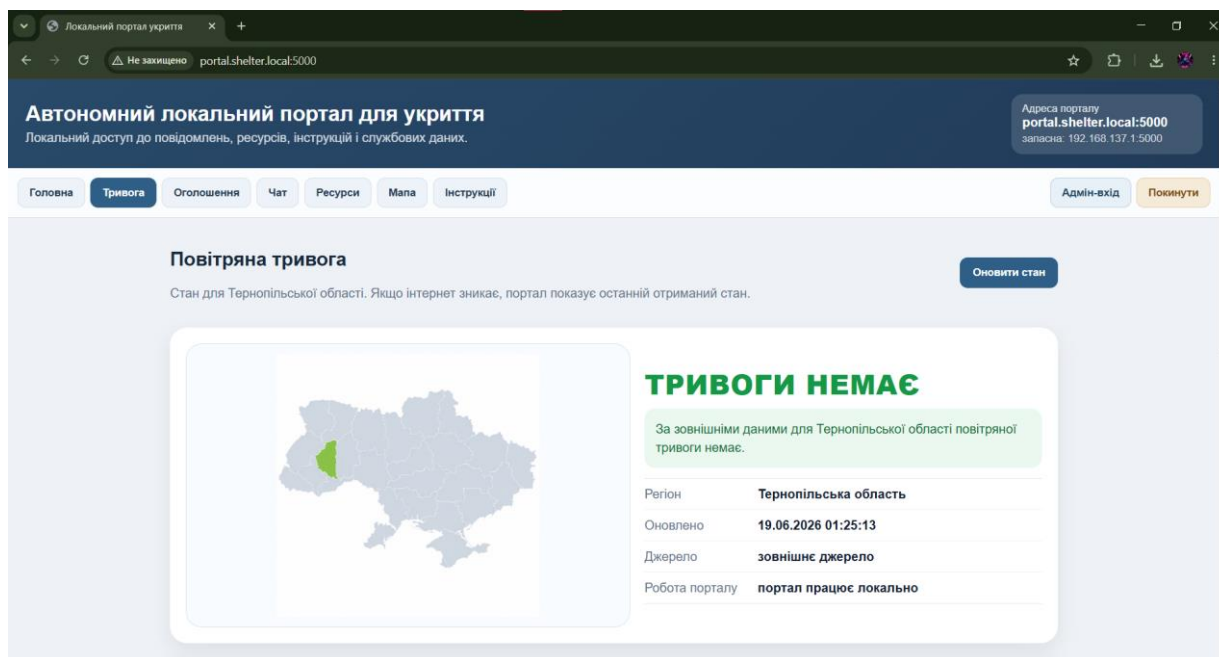 Локальний портал укриття
Не захищено portal.shelter.local:5000
Автономний локальний портал для укриття
Локальний доступ до повідомлень, ресурсів, інструкцій і службових даних.
Адреса порталу
portal.shelter.local:5000
запасна: 192.168.137.1:5000
Головна Тривога Оголошення Чат Ресурси Мапа Інструкції Адмін-вхід Покинути
Повітряна тривога
Оновити стан
Стан для Тернопільської області. Якщо інтернет зникає, портал показує останній отриманий стан.
ТРИВОГИ НЕМАЄ
За зовнішніми даними для Тернопільської області повітряної
тривоги немає.
Регіон Тернопільська область
Оновлено 19.06.2026 01:25:13
Джерело зовнішнє джерело
Робота порталу портал працює локально